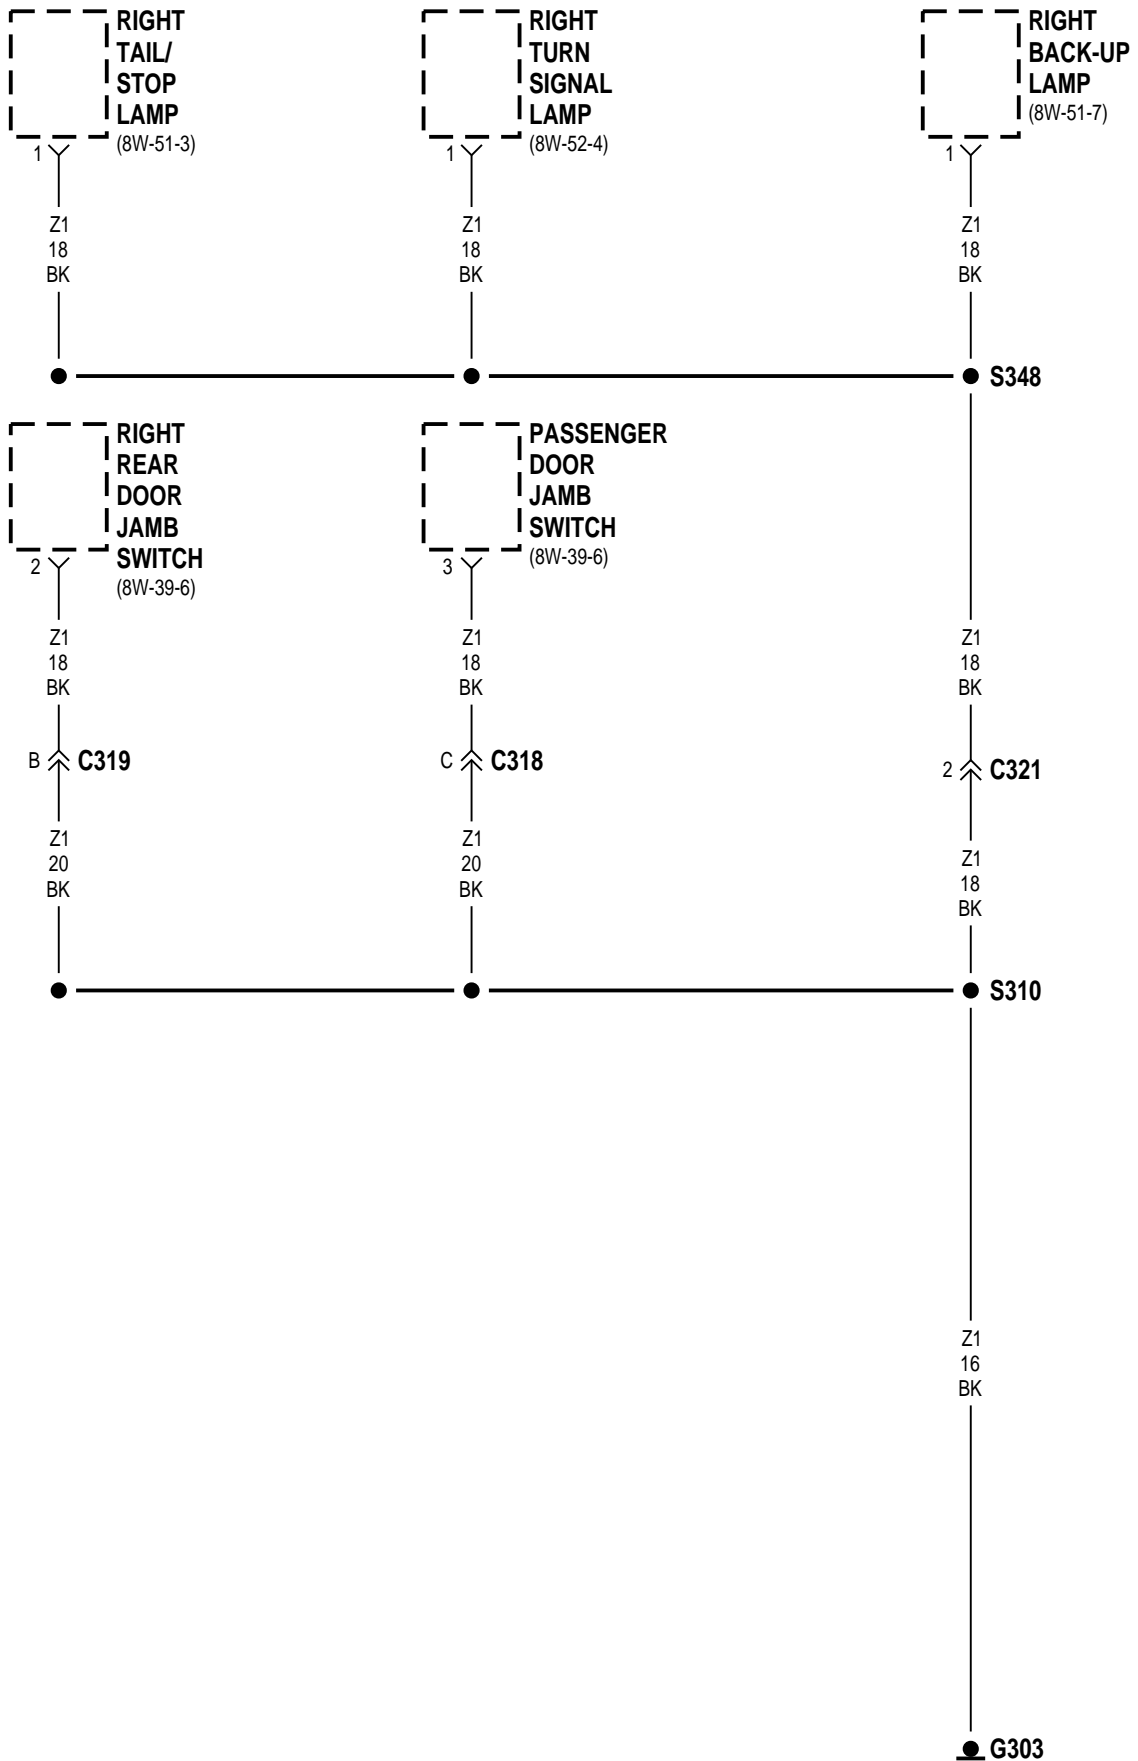 RIGHT
TAIL/
STOP
LAMP
(8W-51-3)
1
Z1
18
BK
RIGHT
TURN
SIGNAL
LAMP
(8W-52-4)
1
Z1
18
BK
RIGHT
BACK-UP
LAMP
(8W-51-7)
1
Z1
18
BK
S348
RIGHT
REAR
DOOR
JAMB
SWITCH
(8W-39-6)
2
Z1
18
BK
B C319
Z1
20
BK
PASSENGER
DOOR
JAMB
SWITCH
(8W-39-6)
3
Z1
18
BK
C C318
Z1
20
BK
Z1
18
BK
2 C321
Z1
18
BK
S310
Z1
16
BK
G303